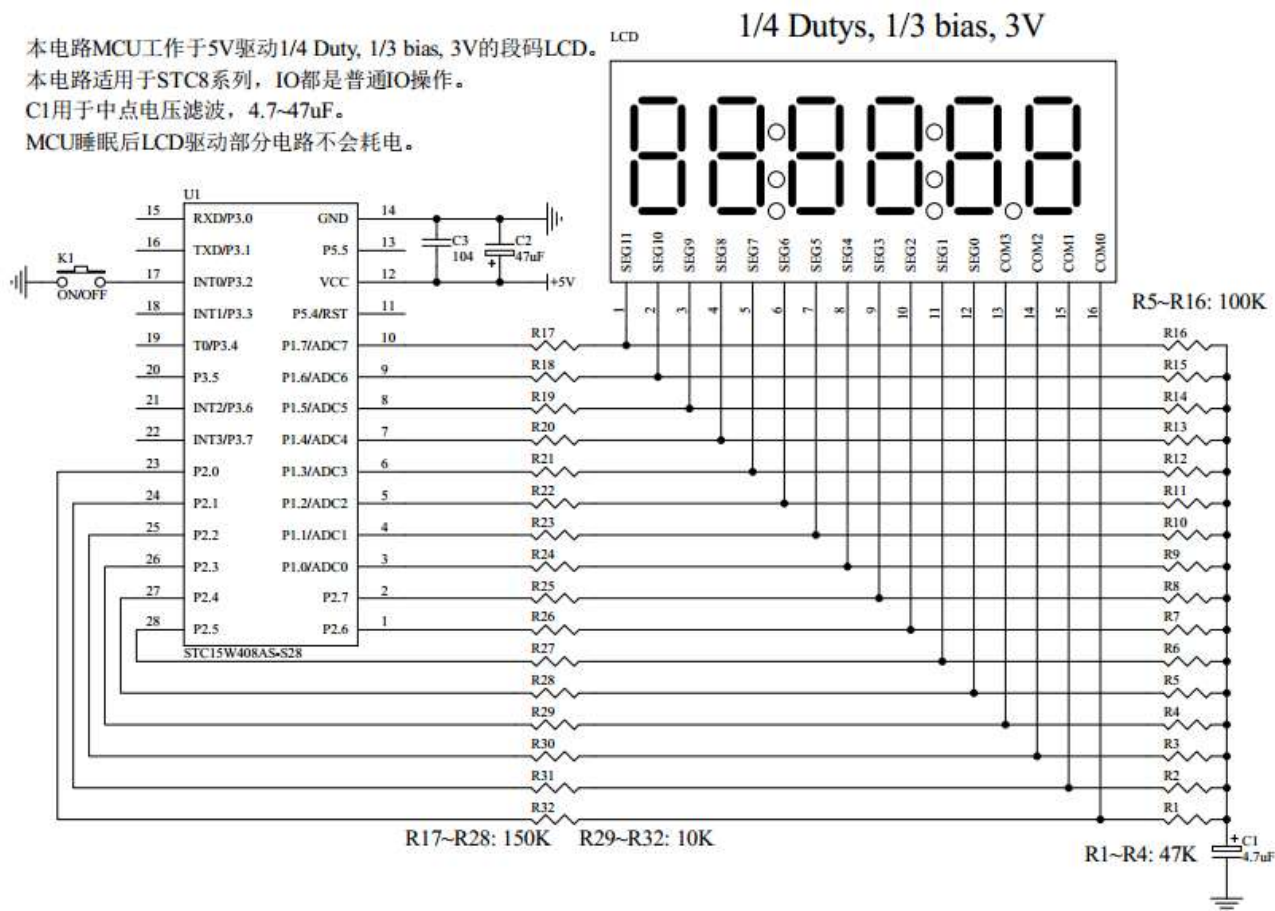 1/4 Dutys, 1/3 bias, 3V
本电路MCU工作于5V驱动1/4 Duty, 1/3 bias, 3V的段码LCD。
LCD
本电路适用于STC8系列，IO都是普通IO操作。
C1用于中点电压滤波，4.7~47uF。
MCU睡眠后LCD驱动部分电路不会耗电。
U1
15 RXD/P3.0 GND 14
16 TXD/P3.1 P5.5 13
17 INT0/P3.2 VCC 12
18 INT1/P3.3 P5.4/RST 11
19 T0/P3.4 P1.7/ADC7 10
20 P3.5 P1.6/ADC6 9
21 INT2/P3.6 P1.5/ADC5 8
22 INT3/P3.7 P1.4/ADC4 7
23 P2.0 P1.3/ADC3 6
24 P2.1 P1.2/ADC2 5
25 P2.2 P1.1/ADC1 4
26 P2.3 P1.0/ADC0 3
27 P2.4 P2.7 2
28 P2.5 P2.6 1
STC15W408AS-S28
K1
ON/OFF
C3
104
C2
+
47uF
+5V
SEG11 SEG10 SEG9 SEG8 SEG7 SEG6 SEG5 SEG4 SEG3 SEG2 SEG1 SEG0 COM3 COM2 COM1 COM0
1 2 3 4 5 6 7 8 9 10 11 12 13 14 15 16
R5~R16: 100K
R17 R16
R18 R15
R19 R14
R20 R13
R21 R12
R22 R11
R23 R10
R24 R9
R25 R8
R26 R7
R27 R6
R28 R5
R29 R4
R30 R3
R31 R2
R32 R1
R17~R28: 150K R29~R32: 10K
R1~R4: 47K
+ C1
4.7uF